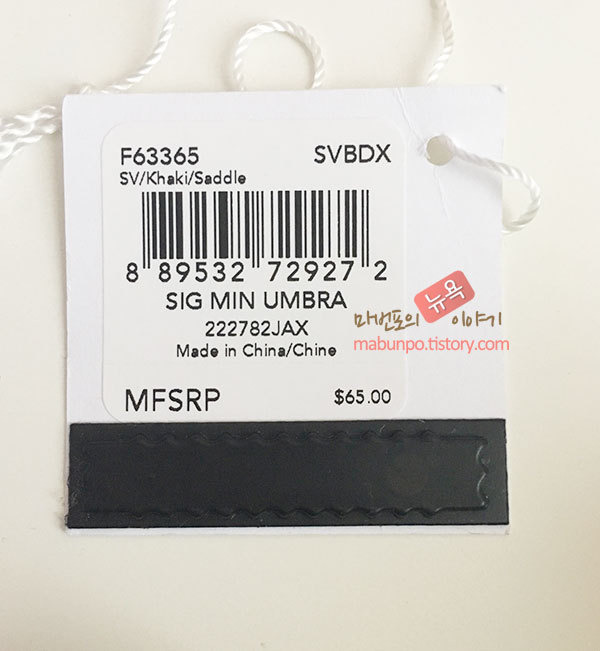 F63365 SVBDX
SV/Khaki/Saddle
8 89532 72927 2
SIG MIN UMBRA
222782JAX
Made in China/Chine
MFSRP $65.00
마번포의 뉴욕 이야기
mabunpo.tistory.com